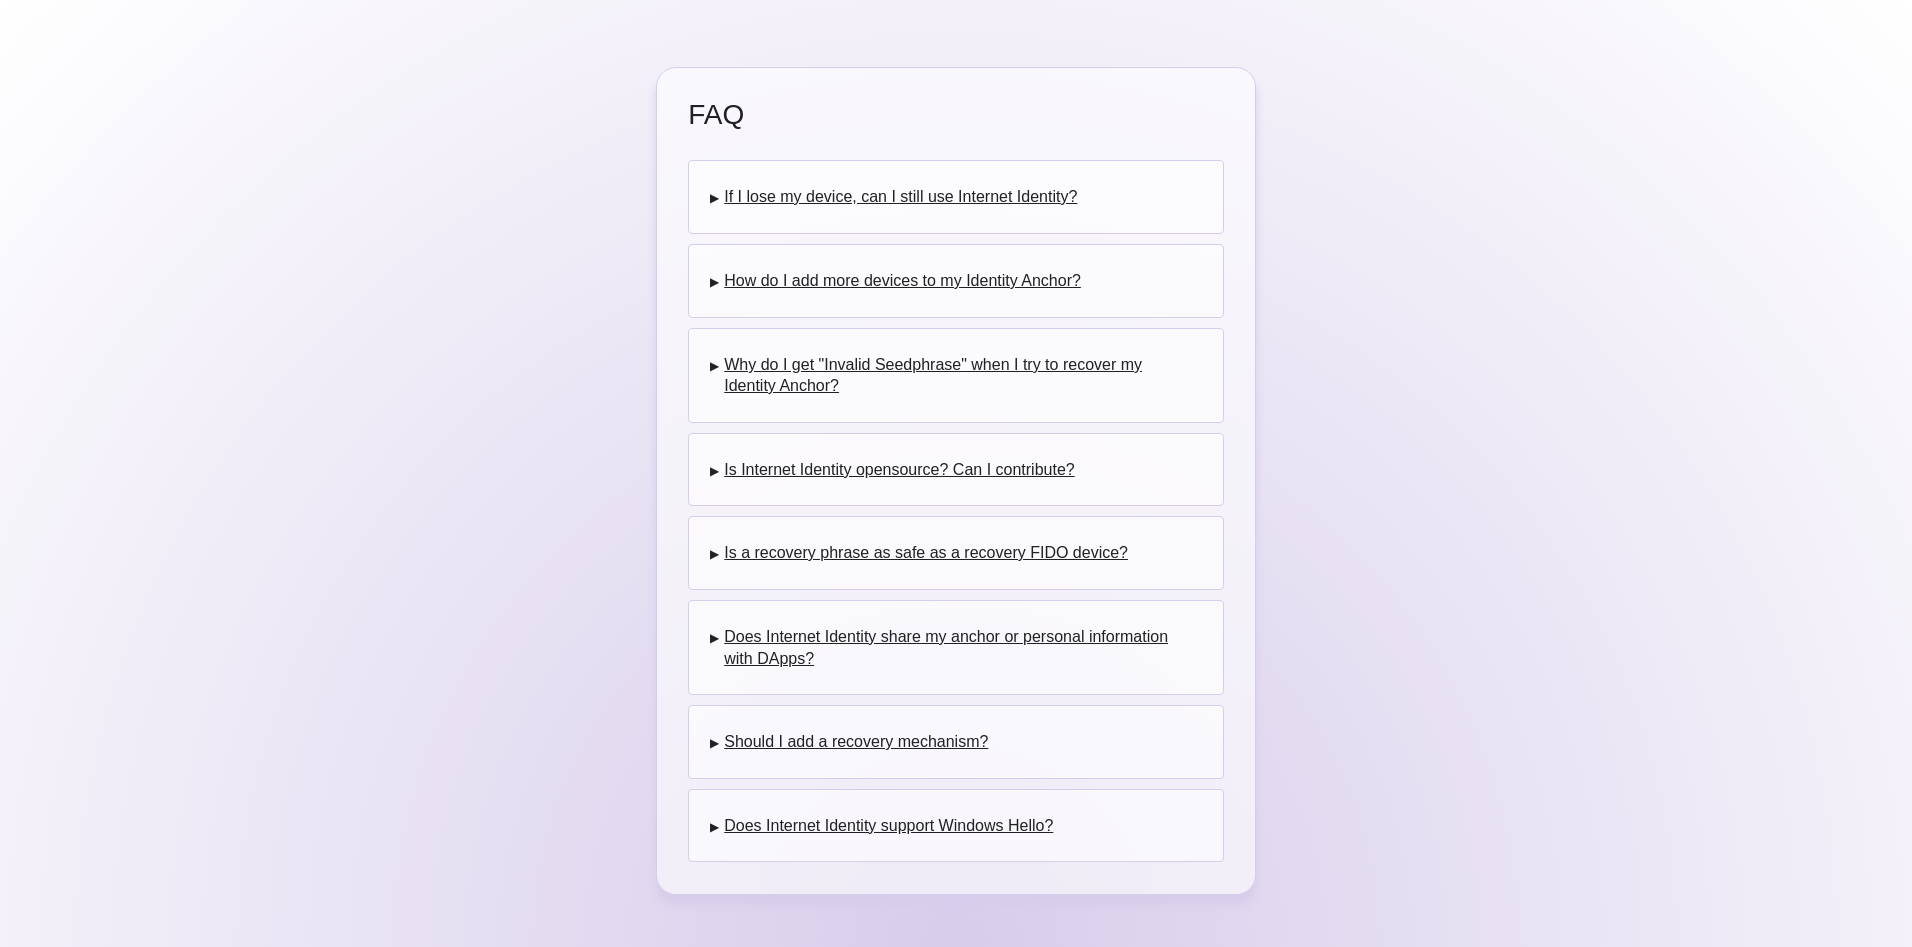 FAQ
▶ If I lose my device, can I still use Internet Identity?
▶ How do I add more devices to my Identity Anchor?
▶ Why do I get "Invalid Seedphrase" when I try to recover my
Identity Anchor?
▶ Is Internet Identity opensource? Can I contribute?
▶ Is a recovery phrase as safe as a recovery FIDO device?
▶ Does Internet Identity share my anchor or personal information
with DApps?
▶ Should I add a recovery mechanism?
▶ Does Internet Identity support Windows Hello?